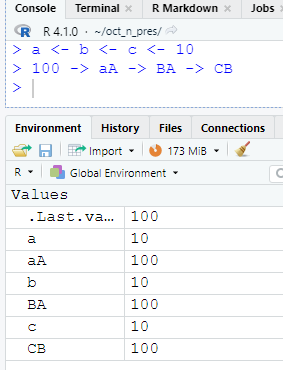 Console Terminal × R Markdown × Jobs ×
R 4.1.0 · ~/oct_n_pres/
> a <- b <- c <- 10
> 100 -> aA -> BA -> CB
>
Environment History Files Connections
Import 173 MiB
R Global Environment
Values
.Last.va… 100
a 10
aA 100
b 10
BA 100
c 10
CB 100